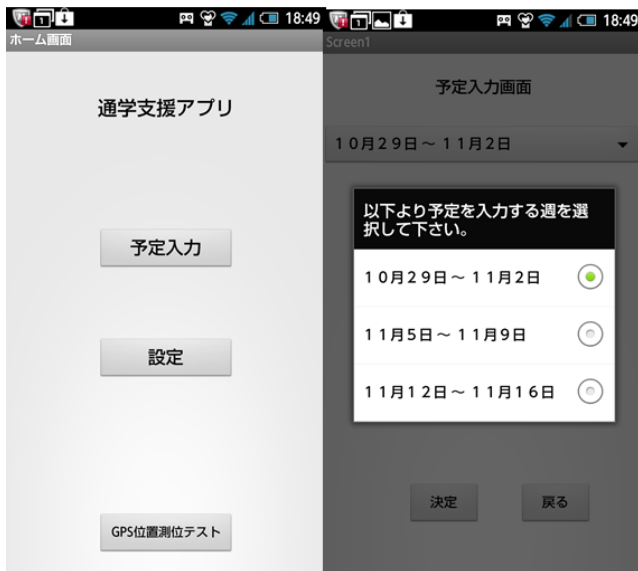 18:49
ホーム画面
通学支援アプリ
予定入力
設定
GPS位置測位テスト
18:49
Screen1
予定入力画面
10月29日～11月2日
以下より予定を入力する週を選
択して下さい。
10月29日～11月2日
11月5日～11月9日
11月12日～11月16日
決定
戻る